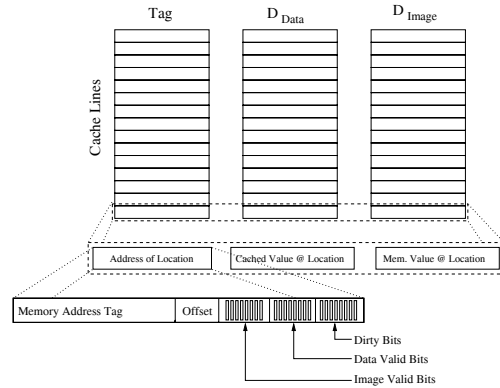 Tag
D Data
D Image
Cache Lines
Address of Location
Cached Value @ Location
Mem. Value @ Location
Memory Address Tag
Offset
Dirty Bits
Data Valid Bits
Image Valid Bits